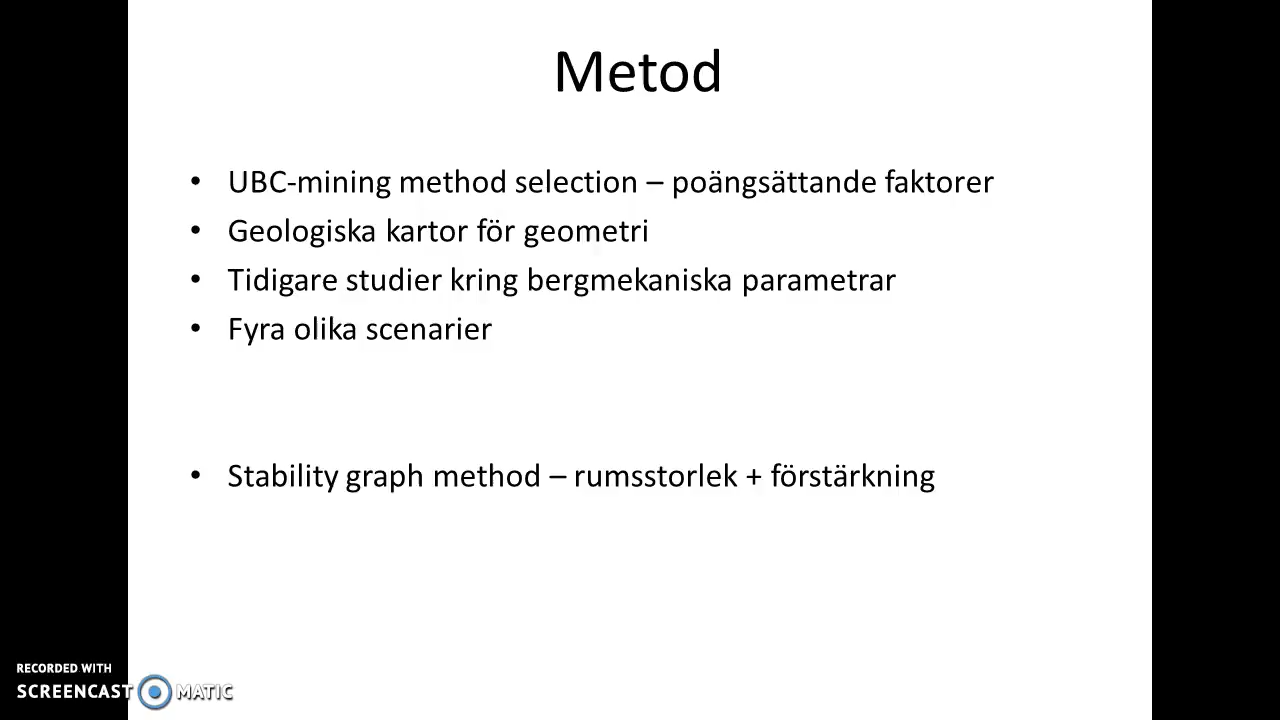 Metod
• UBC-mining method selection – poängsättande faktorer
• Geologiska kartor för geometri
• Tidigare studier kring bergmekaniska parametrar
• Fyra olika scenarier
• Stability graph method – rumsstorlek + förstärkning
RECORDED WITH
SCREENCAST MATIC